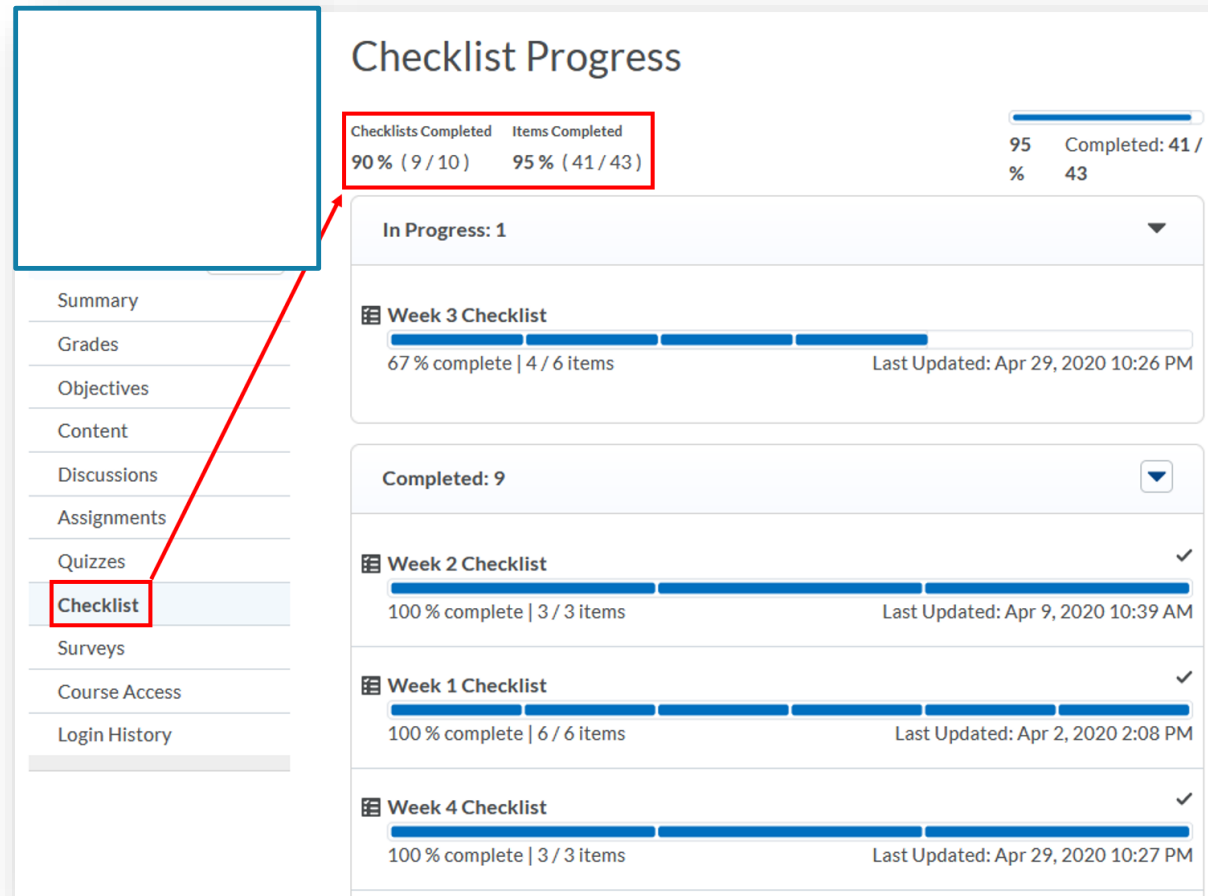 Checklist Progress
Checklists Completed Items Completed
90 % ( 9 / 10 ) 95 % ( 41 / 43 )
95 % Completed: 41 / 43
In Progress: 1
Week 3 Checklist
67 % complete | 4 / 6 items Last Updated: Apr 29, 2020 10:26 PM
Completed: 9
Week 2 Checklist
100 % complete | 3 / 3 items Last Updated: Apr 9, 2020 10:39 AM
Week 1 Checklist
100 % complete | 6 / 6 items Last Updated: Apr 2, 2020 2:08 PM
Week 4 Checklist
100 % complete | 3 / 3 items Last Updated: Apr 29, 2020 10:27 PM
Summary
Grades
Objectives
Content
Discussions
Assignments
Quizzes
Checklist
Surveys
Course Access
Login History